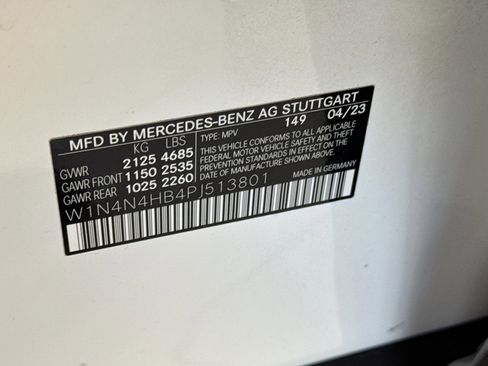 MFD BY MERCEDES-BENZ AG STUTTGART
KG LBS TYPE: MPV 149 04/23
GVWR 2125 4685
GAWR FRONT 1150 2535
GAWR REAR 1025 2260
THIS VEHICLE CONFORMS TO ALL APPLICABLE
FEDERAL MOTOR VEHICLE SAFETY AND THEFT
PREVENTION STANDARDS IN EFFECT ON THE
DATE OF MANUFACTURE SHOWN ABOVE.
W1N4N4HB4PJ513801
MADE IN GERMANY